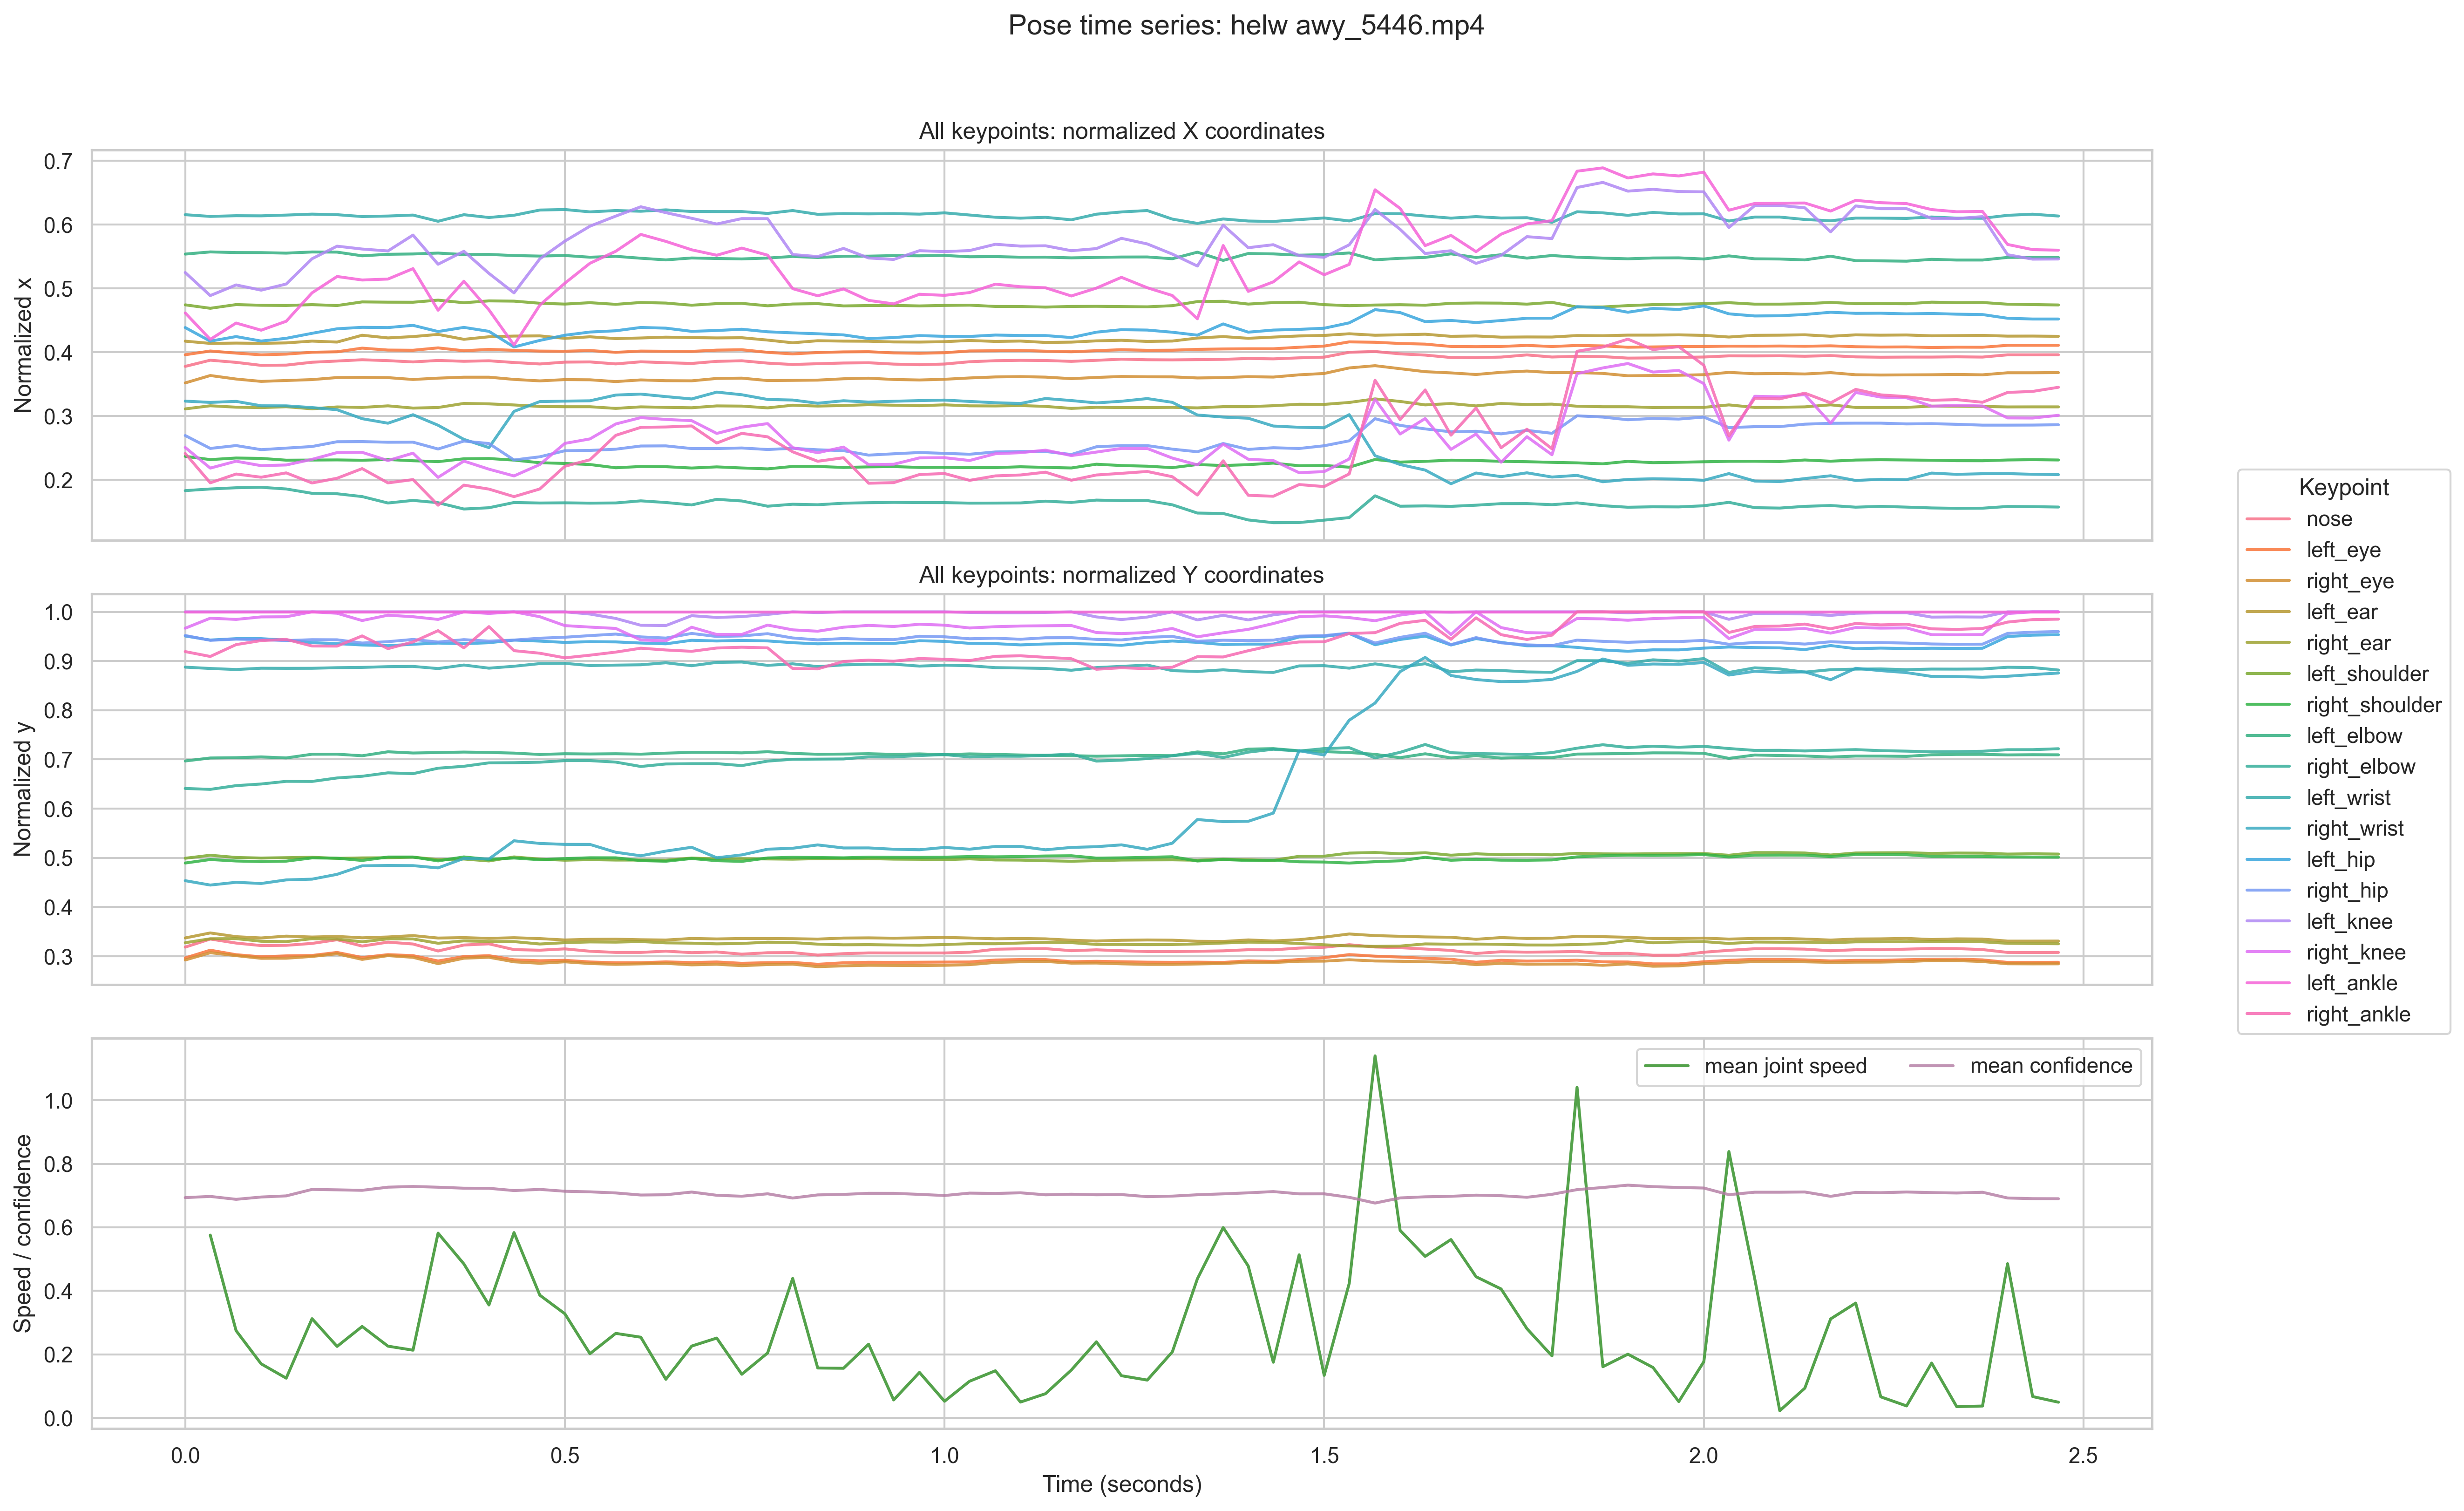 Pose time series: helw awy_5446.mp4
All keypoints: normalized X coordinates
Normalized x
0.7
0.6
0.5
0.4
0.3
0.2
All keypoints: normalized Y coordinates
Normalized y
1.0
0.9
0.8
0.7
0.6
0.5
0.4
0.3
Keypoint
nose
left_eye
right_eye
left_ear
right_ear
left_shoulder
right_shoulder
left_elbow
right_elbow
left_wrist
right_wrist
left_hip
right_hip
left_knee
right_knee
left_ankle
right_ankle
mean joint speed mean confidence
Speed / confidence
1.0
0.8
0.6
0.4
0.2
0.0
0.0 0.5 1.0 1.5 2.0 2.5
Time (seconds)